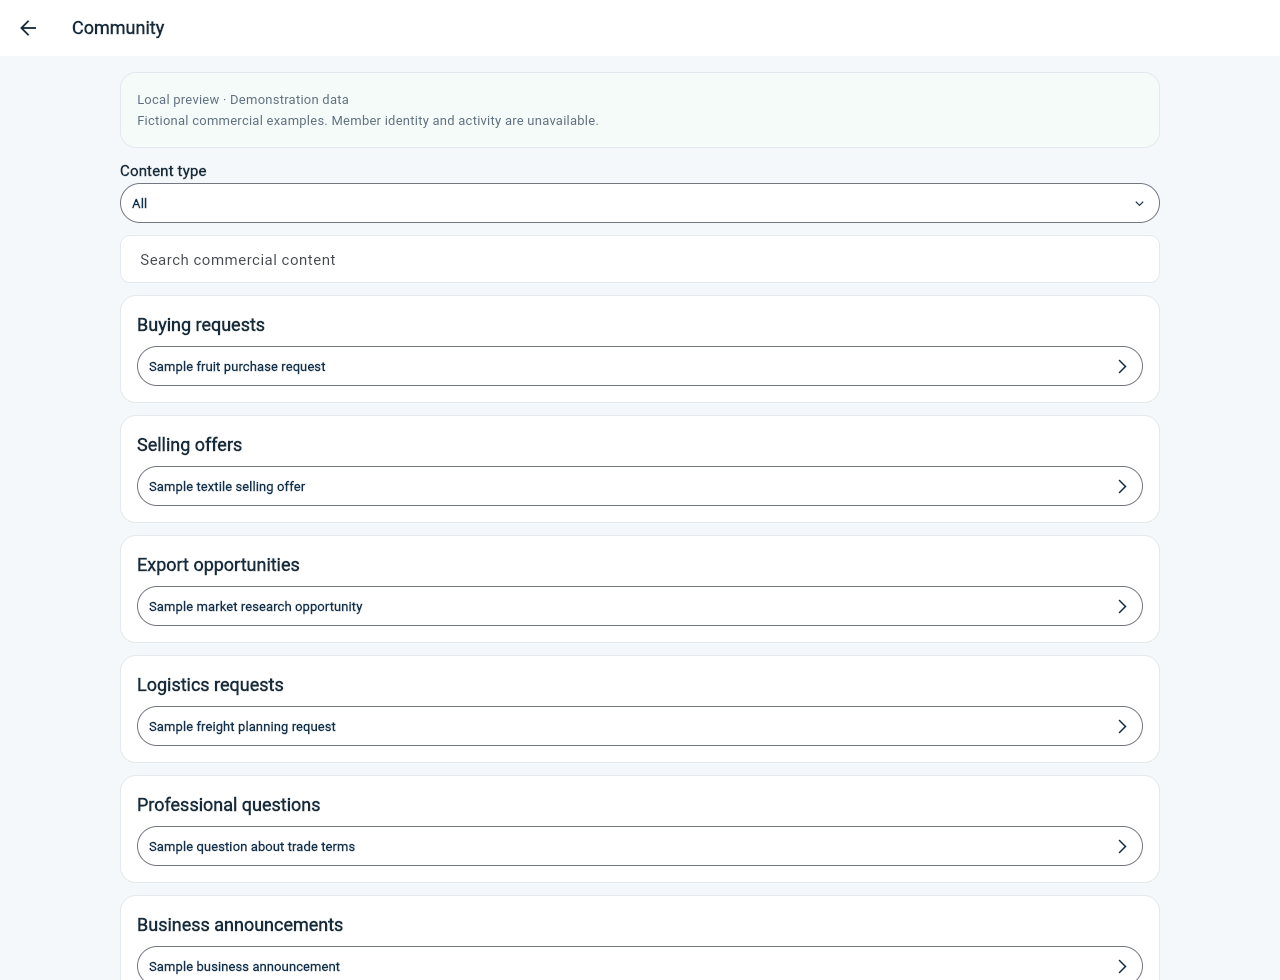 Community
Local preview · Demonstration data
Fictional commercial examples. Member identity and activity are unavailable.
Content type
All
Search commercial content
Buying requests
Sample fruit purchase request
Selling offers
Sample textile selling offer
Export opportunities
Sample market research opportunity
Logistics requests
Sample freight planning request
Professional questions
Sample question about trade terms
Business announcements
Sample business announcement